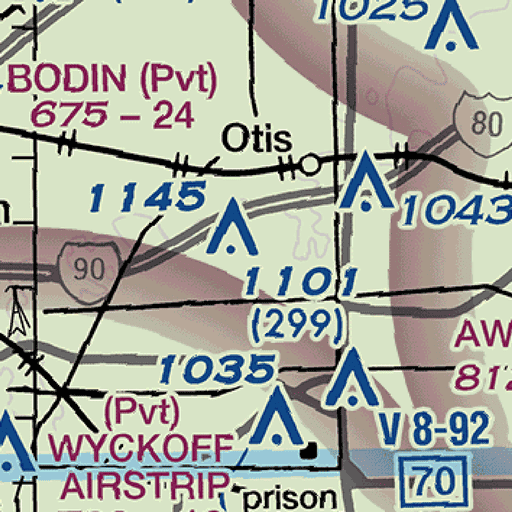 1025
BODIN (Pvt)
675 – 24
80
Otis
1145
1043
90
1101
(299)
AW
1035
812
(Pvt)
V 8-92
WYCKOFF
70
AIRSTRIP
prison